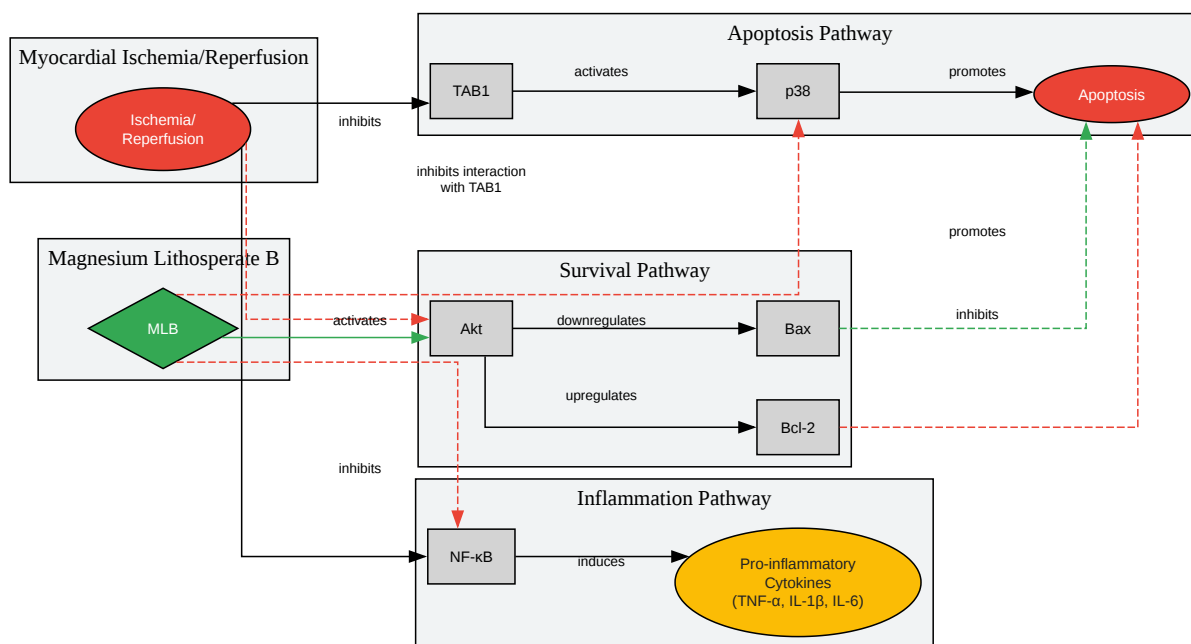 Myocardial Ischemia/Reperfusion
Ischemia/
Reperfusion
Apoptosis Pathway
TAB1
activates
p38
promotes
Apoptosis
inhibits
inhibits interaction
with TAB1
Magnesium Lithosperate B
MLB
activates
Survival Pathway
Akt
downregulates
Bax
upregulates
Bcl-2
promotes
inhibits
inhibits
Inflammation Pathway
NF-κB
induces
Pro-inflammatory
Cytokines
(TNF-α, IL-1β, IL-6)